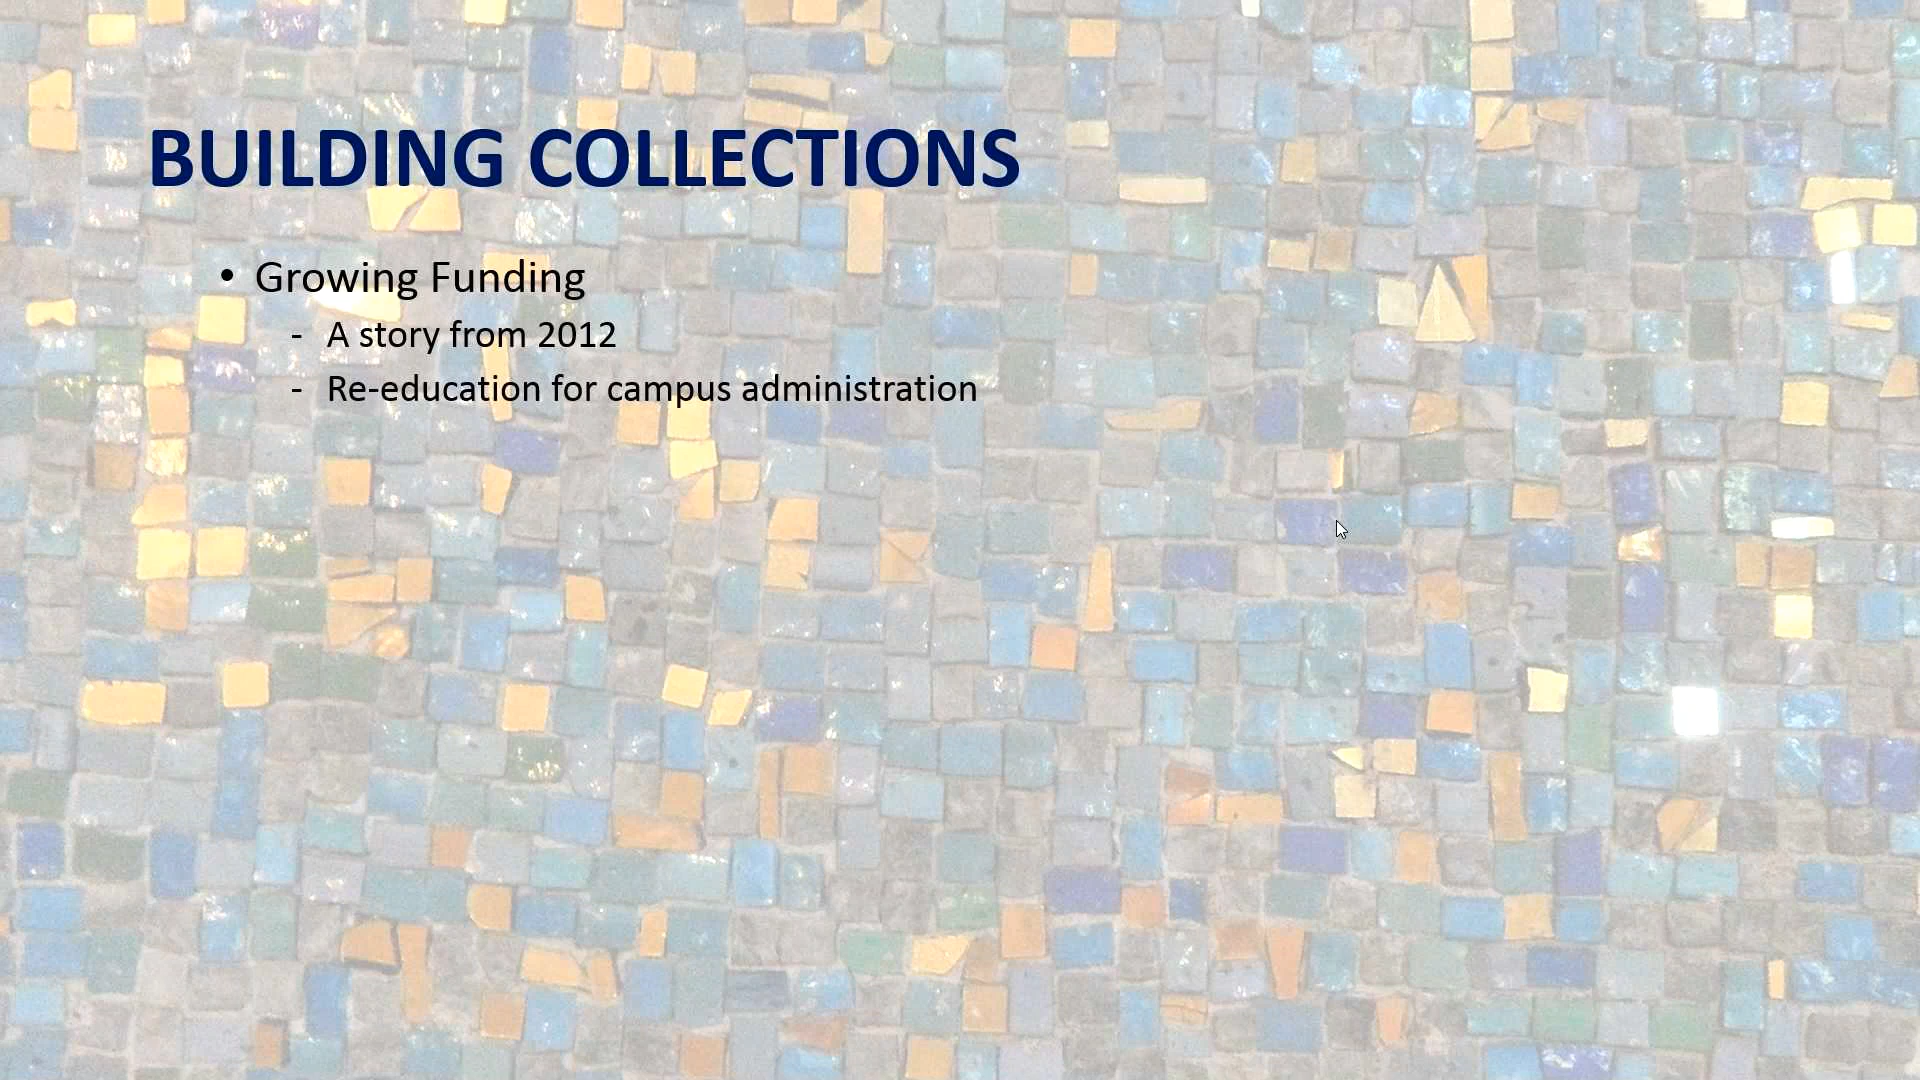 BUILDING COLLECTIONS
• Growing Funding
- A story from 2012
- Re-education for campus administration